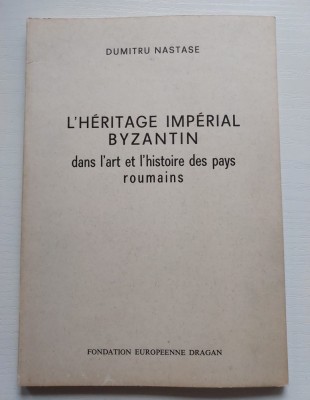 DUMITRU NASTASE
L'HÉRITAGE IMPÉRIAL
BYZANTIN
dans l'art et l'histoire des pays
roumains
FONDATION EUROPEENNE DRAGAN